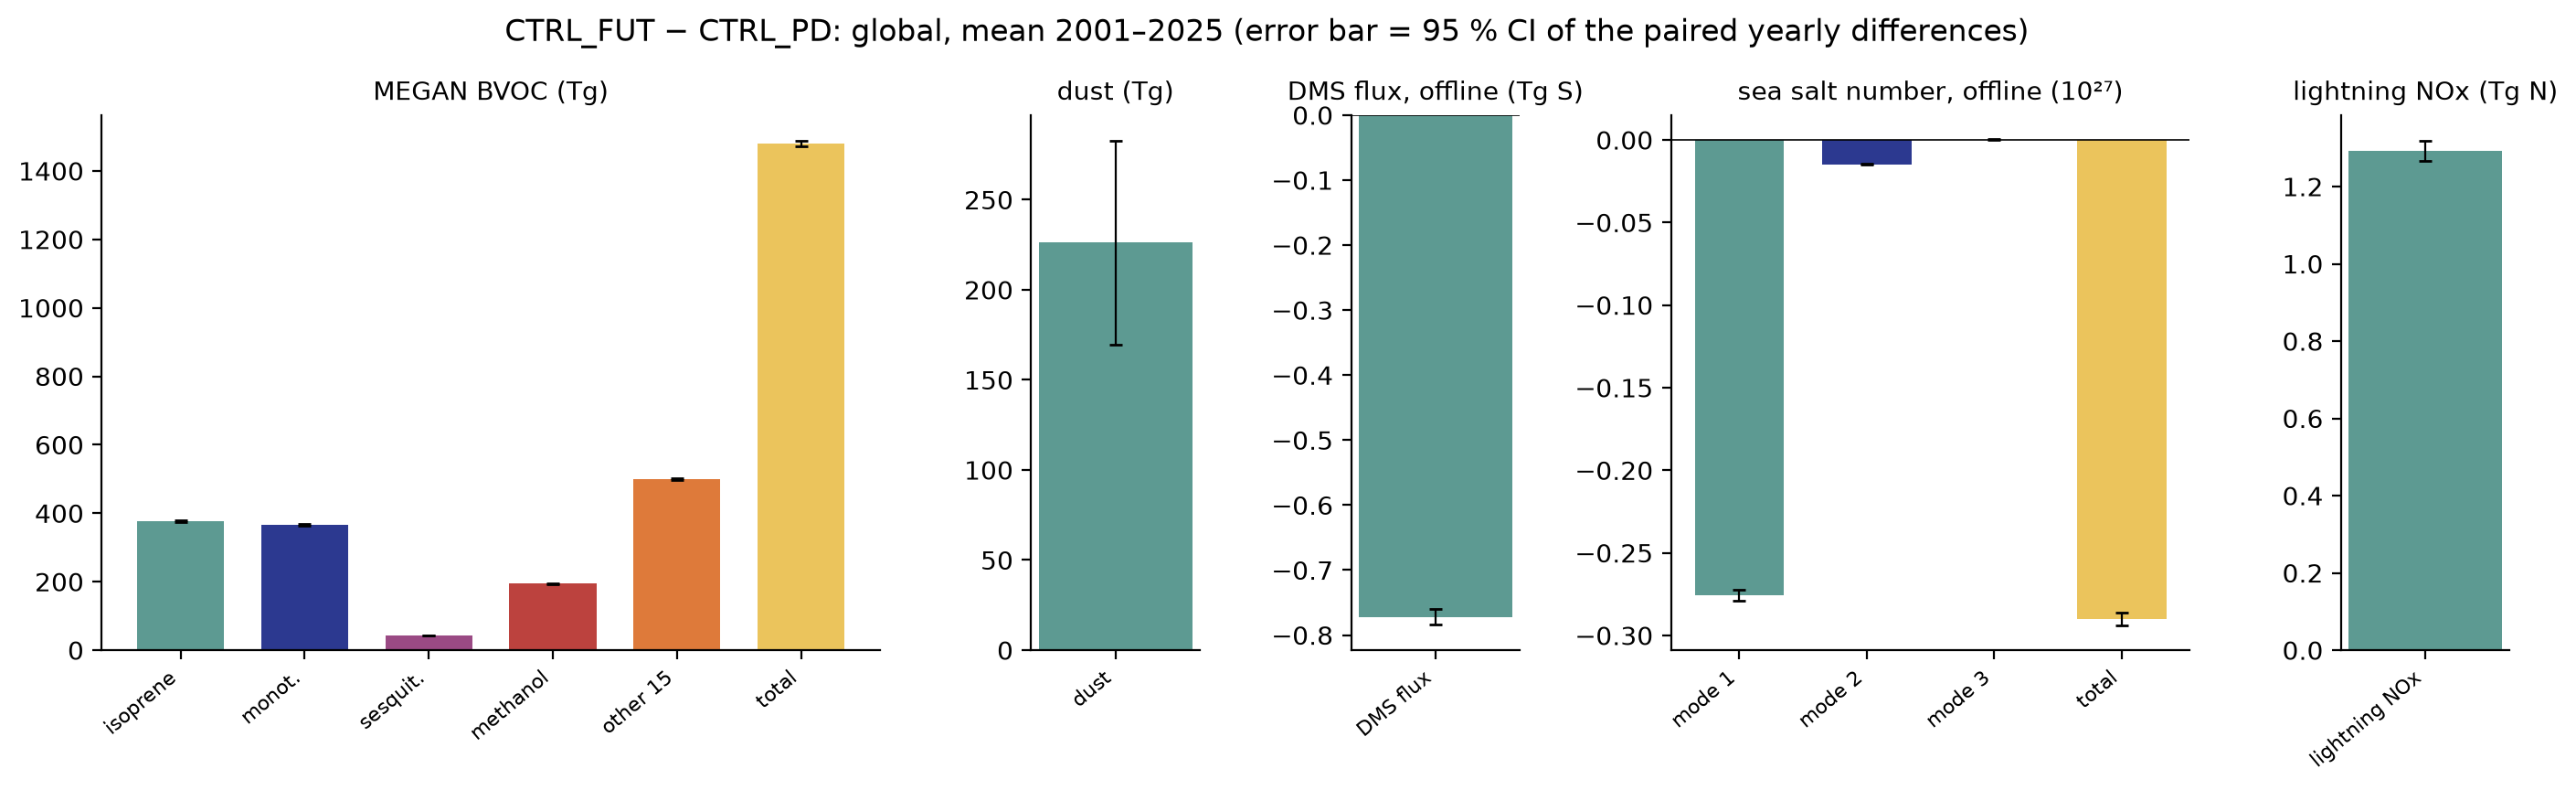 CTRL_FUT − CTRL_PD: global, mean 2001–2025 (error bar = 95 % CI of the paired yearly differences)
MEGAN BVOC (Tg)
1400
1200
1000
800
600
400
200
0
isoprene
monot.
sesquit.
methanol
other 15
total
dust (Tg)
250
200
150
100
50
0
dust
DMS flux, offline (Tg S)
0.0
−0.1
−0.2
−0.3
−0.4
−0.5
−0.6
−0.7
−0.8
DMS flux
sea salt number, offline (10²⁷)
0.00
−0.05
−0.10
−0.15
−0.20
−0.25
−0.30
mode 1
mode 2
mode 3
total
lightning NOx (Tg N)
1.2
1.0
0.8
0.6
0.4
0.2
0.0
lightning NOx